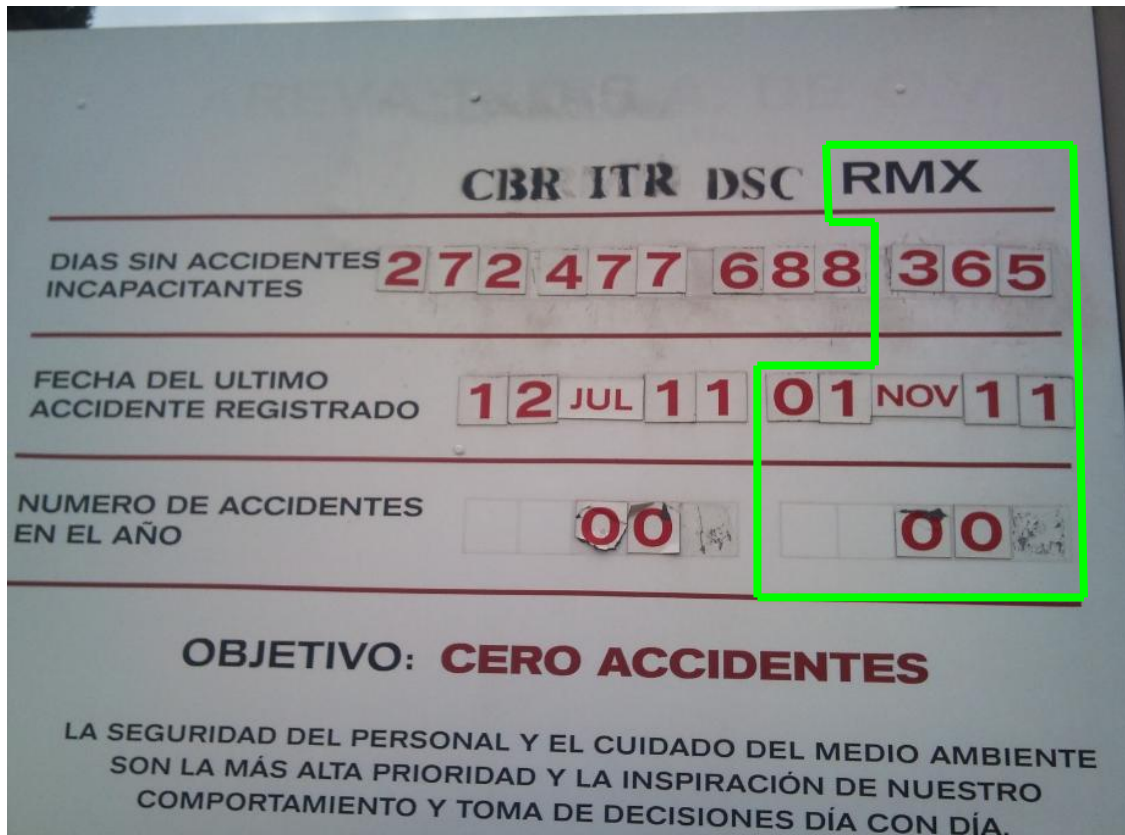 CBR ITR DSC RMX
DIAS SIN ACCIDENTES
INCAPACITANTES
272 477 688 365
FECHA DEL ULTIMO
ACCIDENTE REGISTRADO
12 JUL 11 01 NOV 11
NUMERO DE ACCIDENTES
EN EL AÑO
00 00
OBJETIVO: CERO ACCIDENTES
LA SEGURIDAD DEL PERSONAL Y EL CUIDADO DEL MEDIO AMBIENTE
SON LA MÁS ALTA PRIORIDAD Y LA INSPIRACIÓN DE NUESTRO
COMPORTAMIENTO Y TOMA DE DECISIONES DÍA CON DÍA.